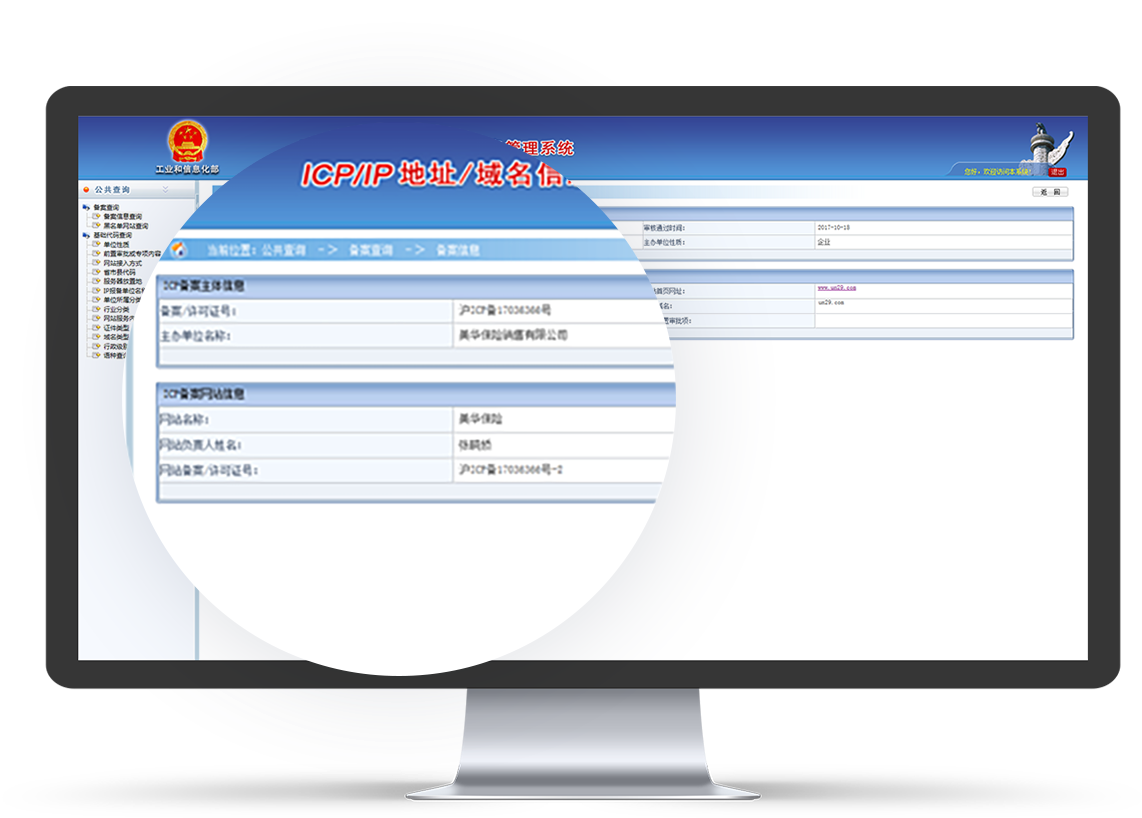 工业和信息化部
管理系统
ICP/IP 地址/域名信
您好,欢迎访问本系统! 退出
公共查询
返 回
备案查询
备案信息查询
黑名单网站查询
基础代码查询
单位性质
前置审批或专项内容
网站接入方式
省市县代码
服务器放置地
IP报备单位名称
单位所属分类
行业分类
网站服务内
证件类型
域名类型
行政级别
语种查
当前位置: 公共查询 -> 备案查询 -> 备案信息
ICP备案主体信息
备案/许可证号: 沪ICP备17036366号
审核通过时间: 2017-10-18
主办单位名称: 美华保险销售有限公司
主办单位性质: 企业
ICP备案网站信息
网站名称: 美华保险
站首页网址: www.un29.com
网站负责人姓名:
域名: un29.com
网站备案/许可证号: 沪ICP备17036366号-2
置审批项: